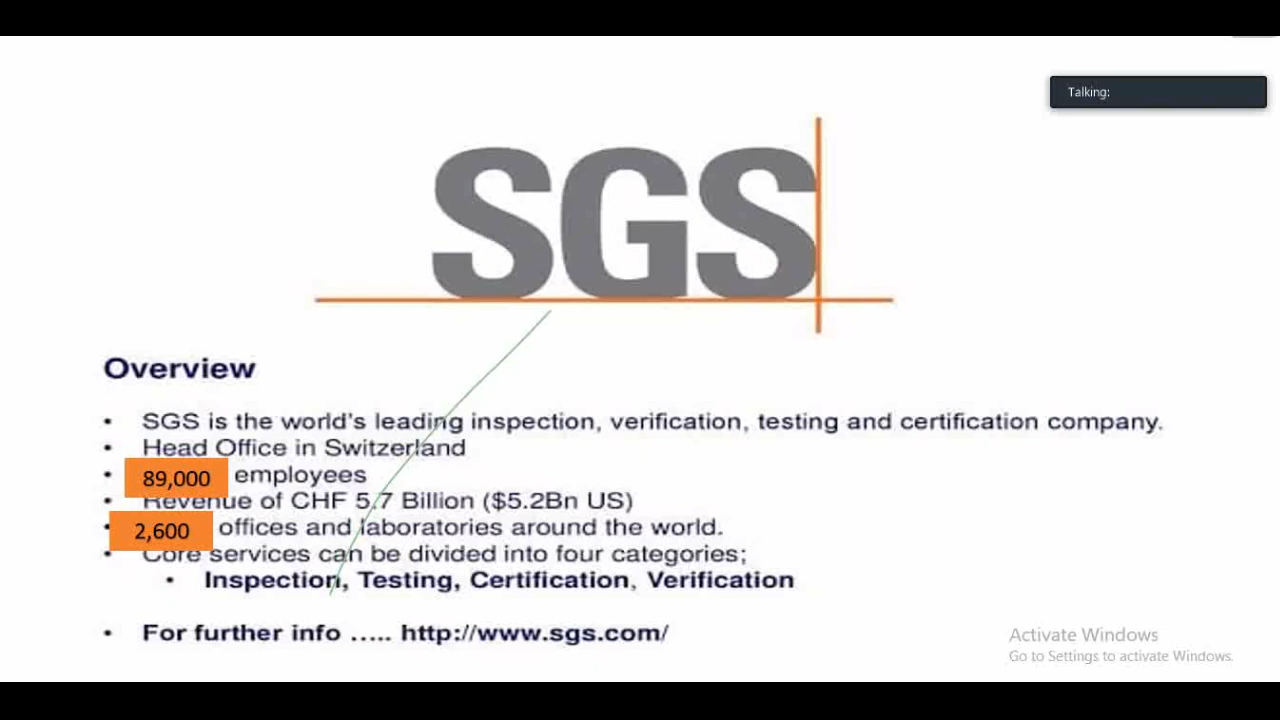 Talking:
SGS
Overview
• SGS is the world's leading inspection, verification, testing and certification company.
• Head Office in Switzerland
• 89,000 employees
• Revenue of CHF 5.7 Billion ($5.2Bn US)
• 2,600 offices and laboratories around the world.
• Core services can be divided into four categories;
• Inspection, Testing, Certification, Verification
• For further info ..... http://www.sgs.com/
Activate Windows
Go to Settings to activate Windows.